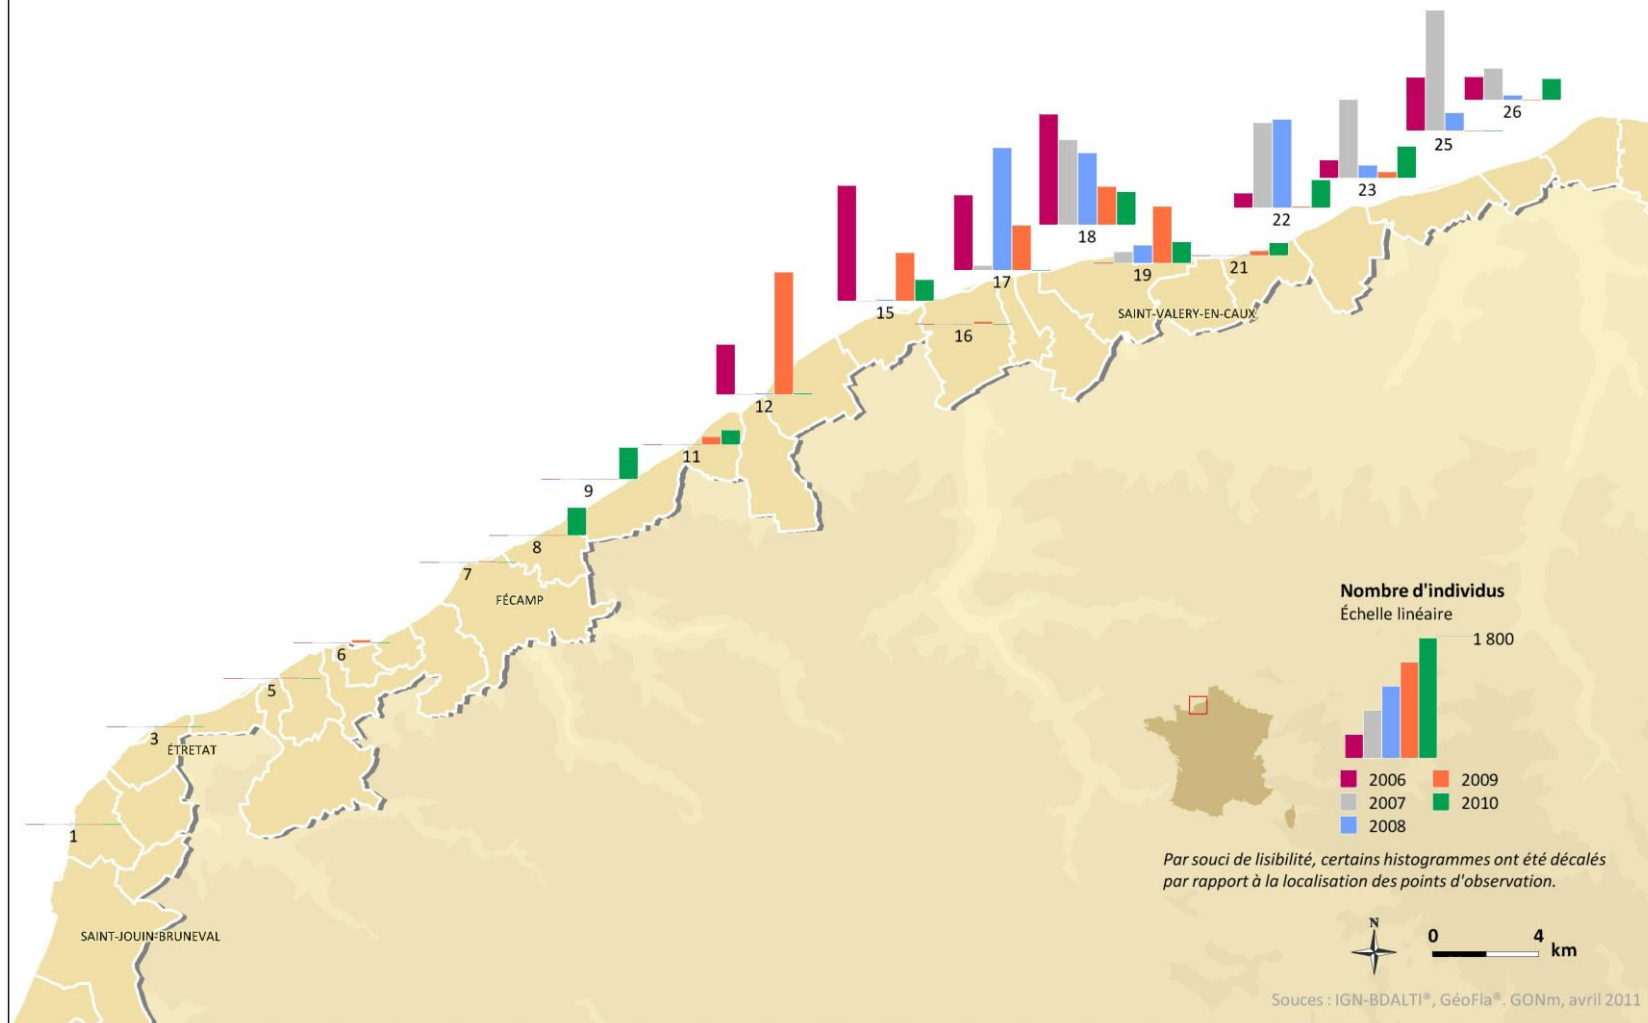 26
25
23
22
18
21
19
17
SAINT-VALERY-EN-CAUX
15
16
12
11
9
8
7
FÉCAMP
6
5
3
ÉTRETAT
1
SAINT-JOUIN-BRUNEVAL
Nombre d'individus
Échelle linéaire
1 800
2006 2009
2007 2010
2008
Par souci de lisibilité, certains histogrammes ont été décalés
par rapport à la localisation des points d'observation.
N
0 4 km
Souces : IGN-BDALTI®, GéoFla®. GONm, avril 2011